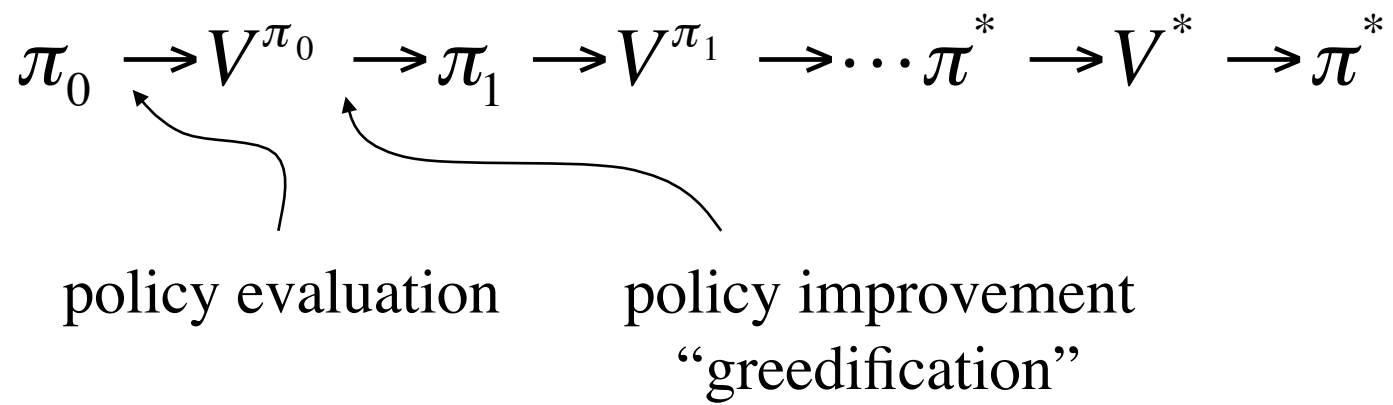 π₀ → V^{π₀} → π₁ → V^{π₁} → ⋯ π* → V* → π*
policy evaluation policy improvement
“greedification”